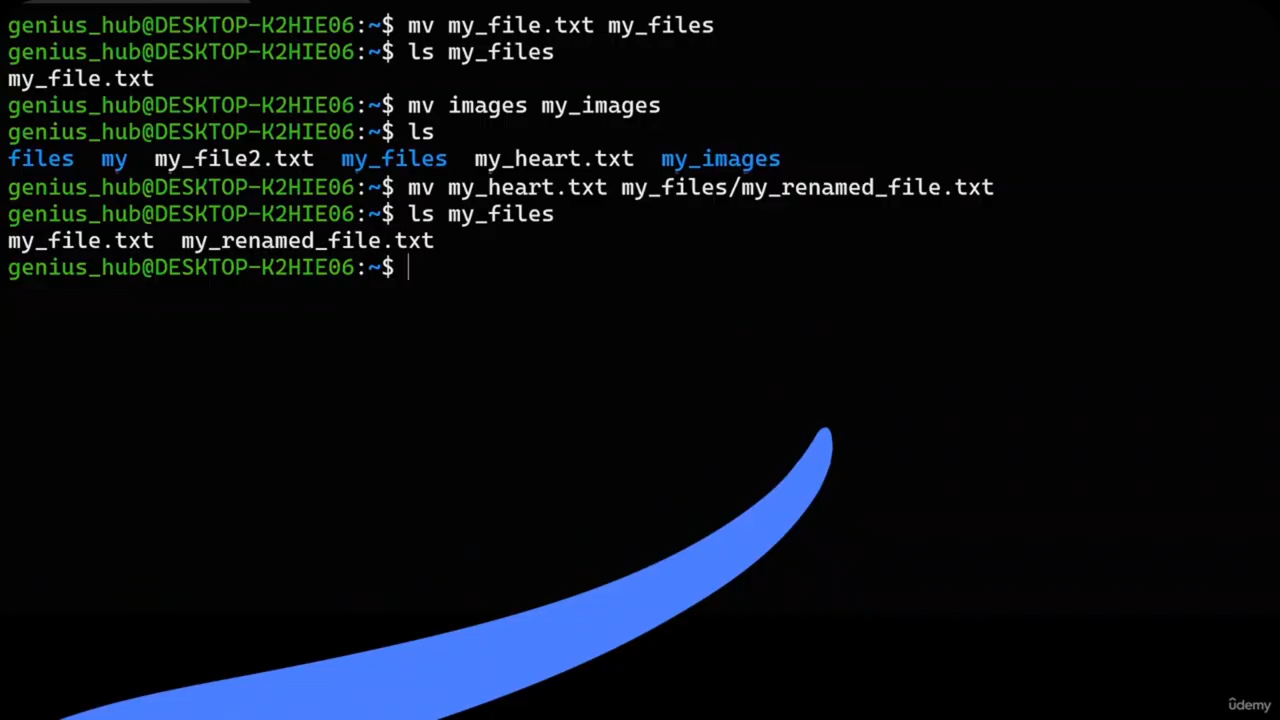 genius_hub@DESKTOP-K2HIE06:~$ mv my_file.txt my_files
genius_hub@DESKTOP-K2HIE06:~$ ls my_files
my_file.txt
genius_hub@DESKTOP-K2HIE06:~$ mv images my_images
genius_hub@DESKTOP-K2HIE06:~$ ls
files  my  my_file2.txt  my_files  my_heart.txt  my_images
genius_hub@DESKTOP-K2HIE06:~$ mv my_heart.txt my_files/my_renamed_file.txt
genius_hub@DESKTOP-K2HIE06:~$ ls my_files
my_file.txt  my_renamed_file.txt
genius_hub@DESKTOP-K2HIE06:~$
ûdemy